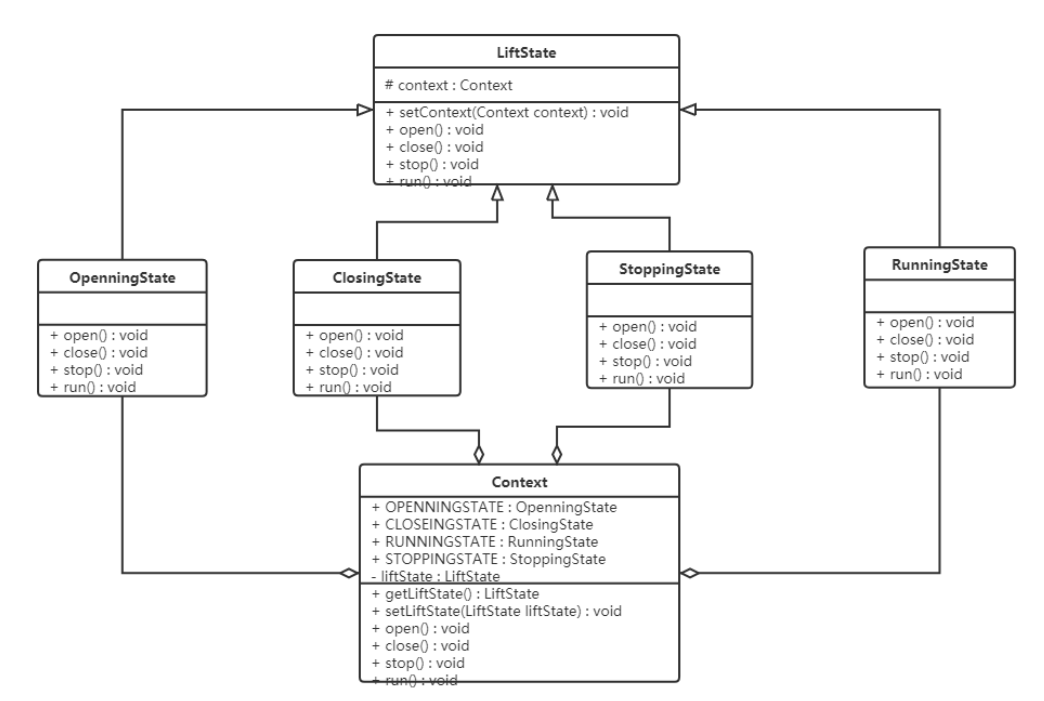 LiftState
# context : Context
+ setContext(Context context) : void
+ open() : void
+ close() : void
+ stop() : void
+ run() : void
OpenningState
+ open() : void
+ close() : void
+ stop() : void
+ run() : void
ClosingState
+ open() : void
+ close() : void
+ stop() : void
+ run() : void
StoppingState
+ open() : void
+ close() : void
+ stop() : void
+ run() : void
RunningState
+ open() : void
+ close() : void
+ stop() : void
+ run() : void
Context
+ OPENNINGSTATE : OpenningState
+ CLOSEINGSTATE : ClosingState
+ RUNNINGSTATE : RunningState
+ STOPPINGSTATE : StoppingState
- liftState : LiftState
+ getLiftState() : LiftState
+ setLiftState(LiftState liftState) : void
+ open() : void
+ close() : void
+ stop() : void
+ run() : void